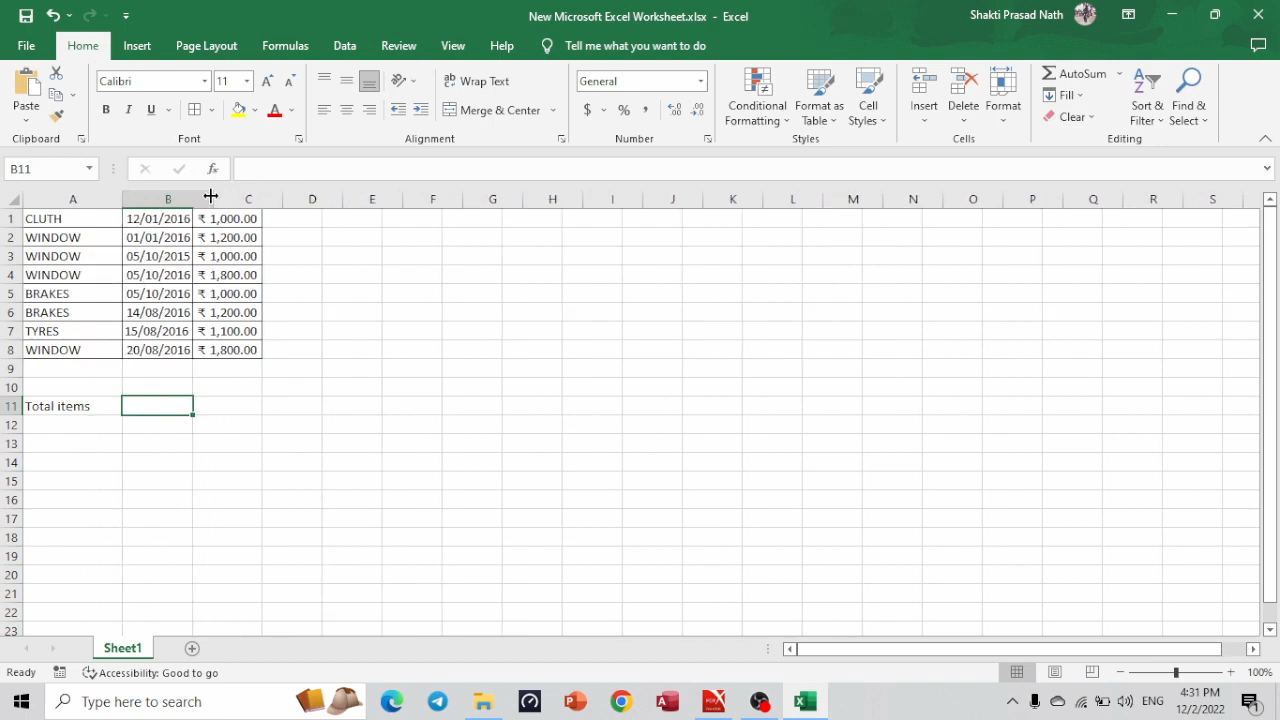 New Microsoft Excel Worksheet.xlsx - Excel
Shakti Prasad Nath
File Home Insert Page Layout Formulas Data Review View Help Tell me what you want to do
Paste
Calibri 11
B I U A
Wrap Text
Merge & Center
General
$ % ,
Conditional Formatting
Format as Table
Cell Styles
Insert
Delete
Format
AutoSum
Fill
Clear
Sort & Filter
Find & Select
Clipboard Font Alignment Number Styles Cells Editing
B11 fx
A B C D E F G H I J K L M N O P Q R S
1 CLUTH 12/01/2016 ₹ 1,000.00
2 WINDOW 01/01/2016 ₹ 1,200.00
3 WINDOW 05/10/2015 ₹ 1,000.00
4 WINDOW 05/10/2016 ₹ 1,800.00
5 BRAKES 05/10/2016 ₹ 1,000.00
6 BRAKES 14/08/2016 ₹ 1,200.00
7 TYRES 15/08/2016 ₹ 1,100.00
8 WINDOW 20/08/2016 ₹ 1,800.00
9
10
11 Total items
12
13
14
15
16
17
18
19
20
21
22
23
Sheet1
Ready Accessibility: Good to go 100%
Type here to search
ENG
4:31 PM
12/2/2022